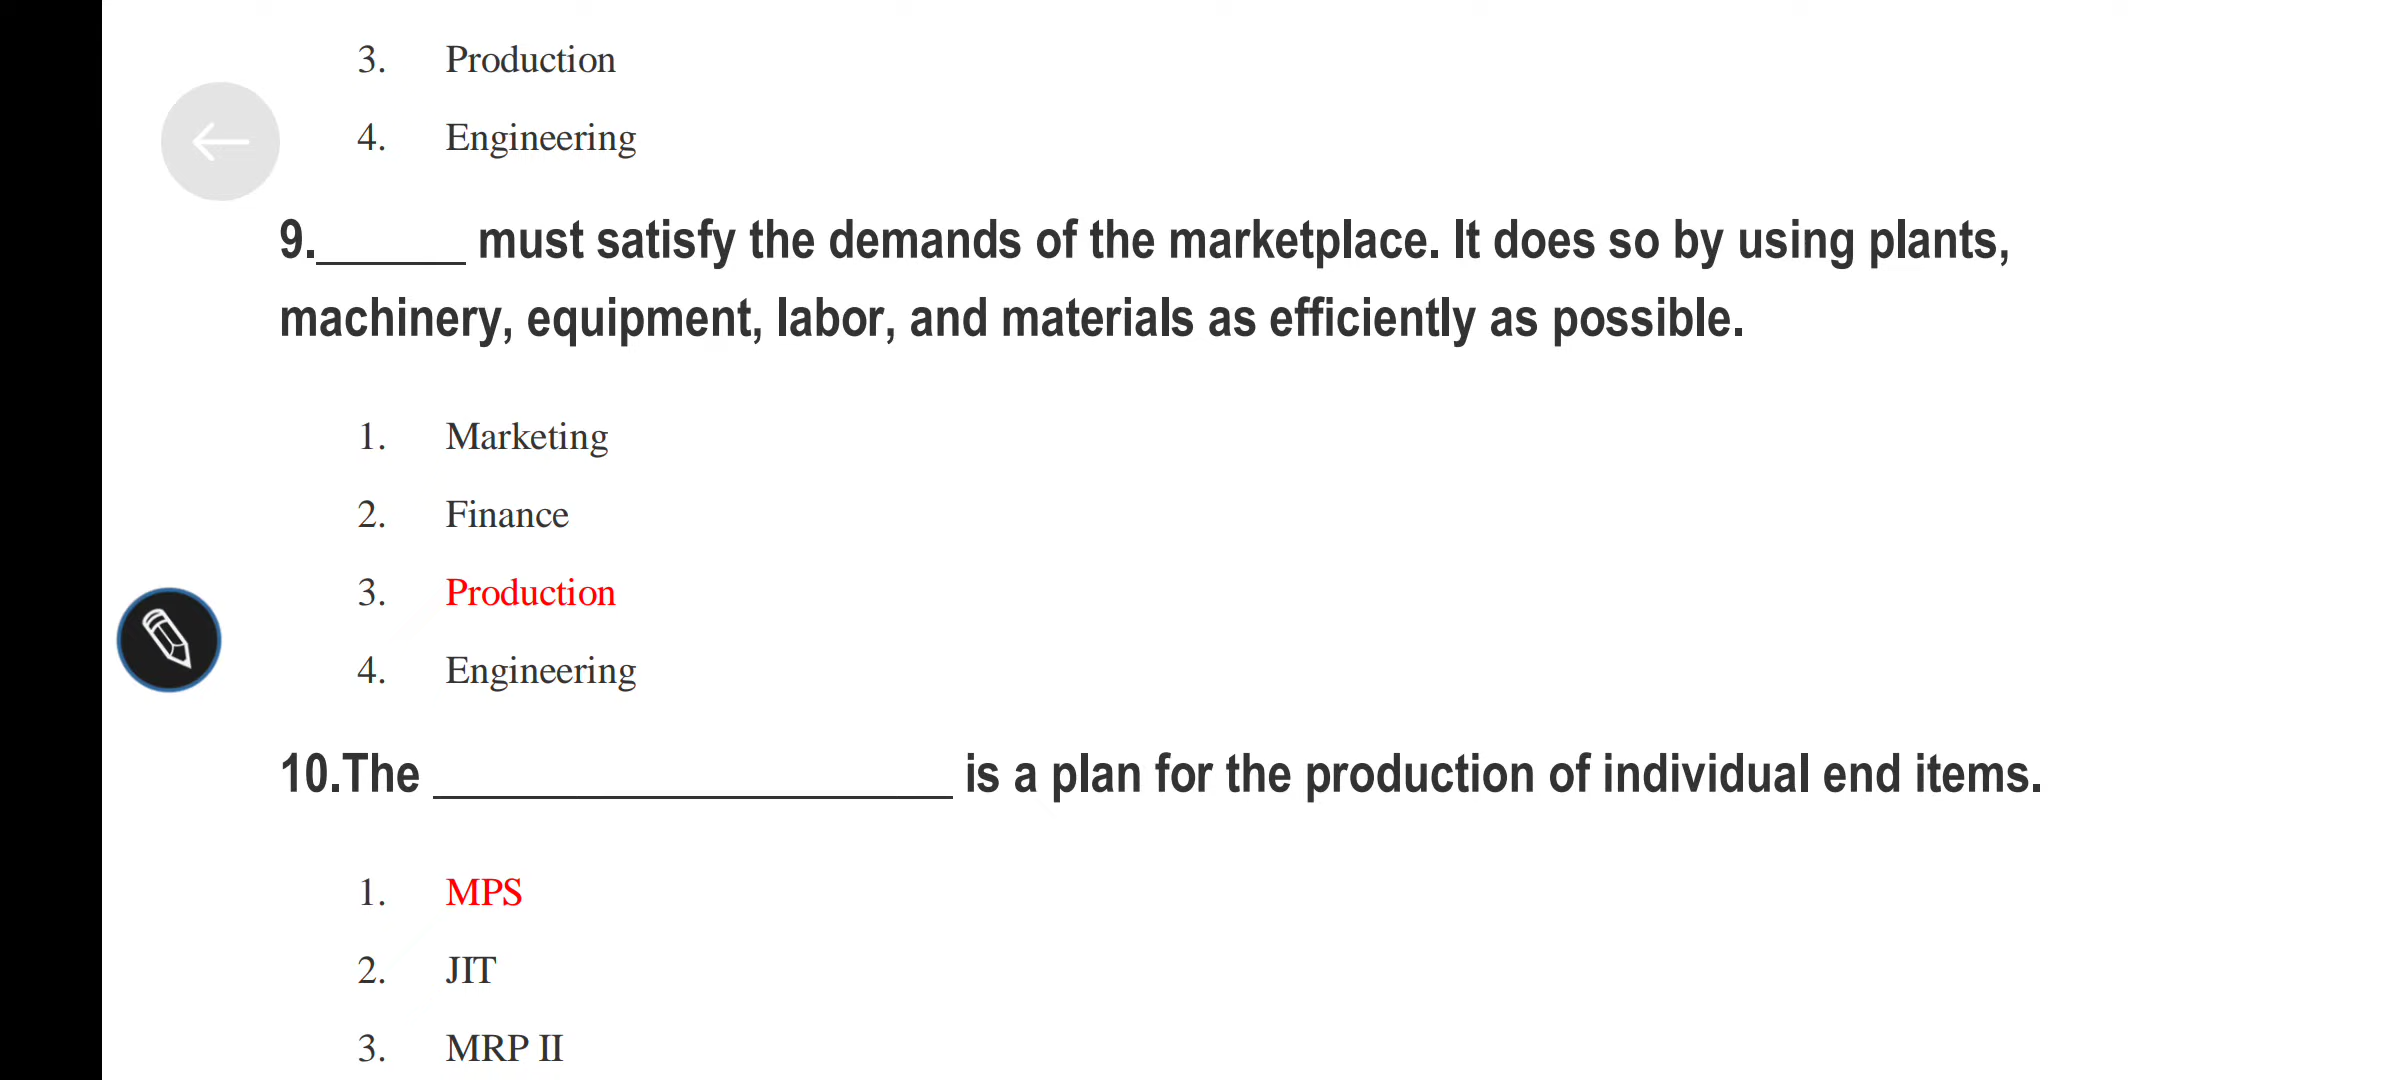 3. Production
4. Engineering
9.______ must satisfy the demands of the marketplace. It does so by using plants,
machinery, equipment, labor, and materials as efficiently as possible.
1. Marketing
2. Finance
3. Production
4. Engineering
10.The _____________________ is a plan for the production of individual end items.
1. MPS
2. JIT
3. MRP II